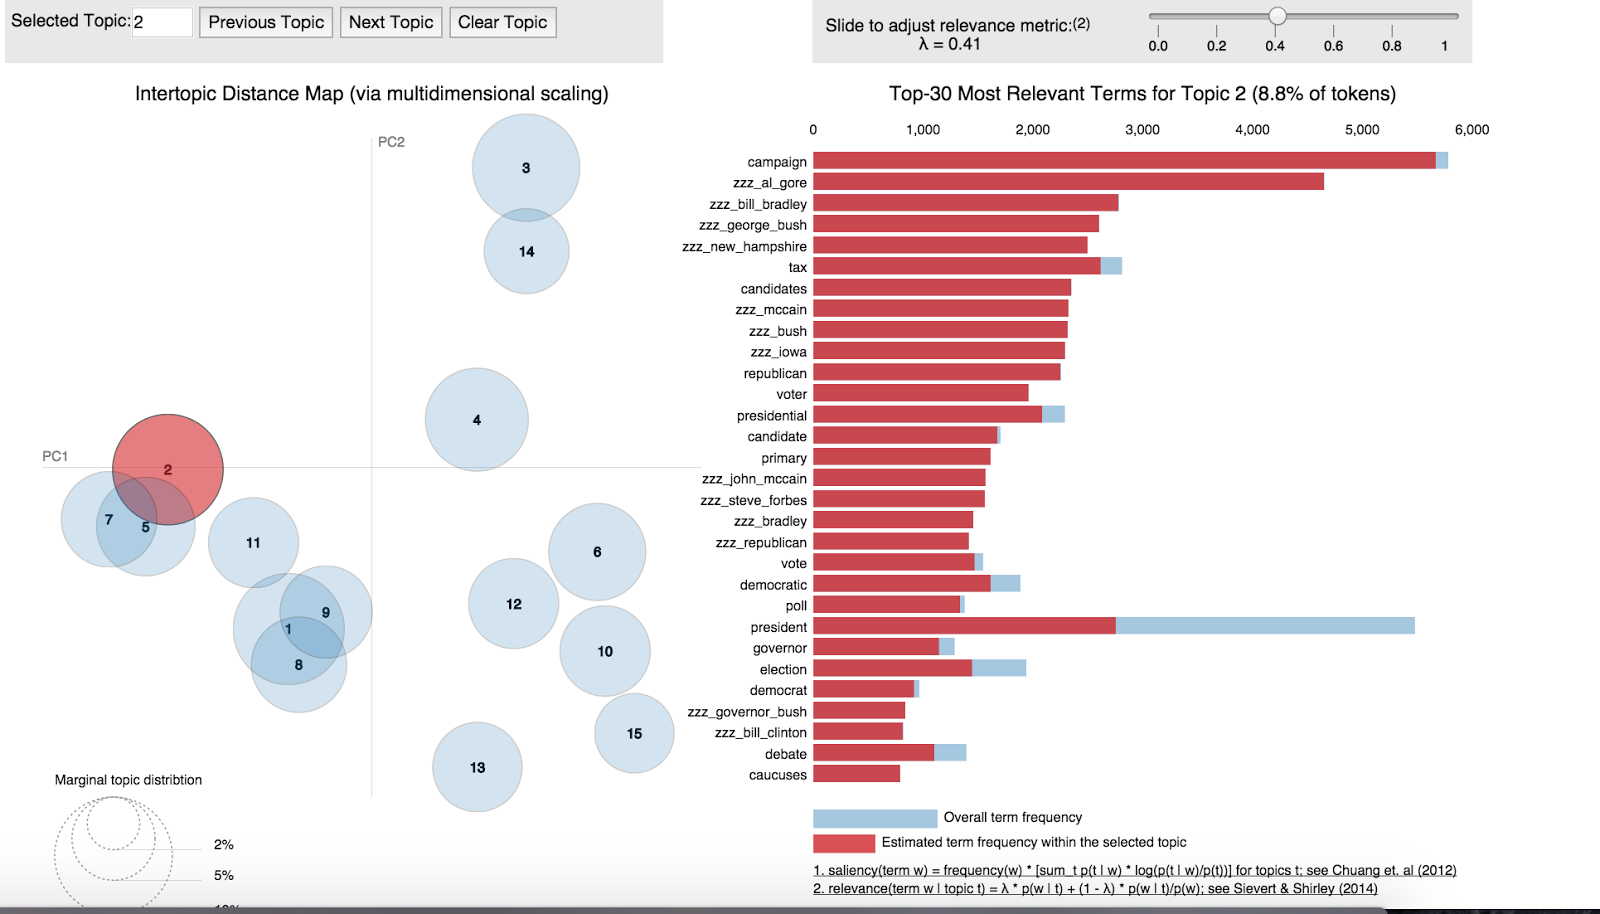 Selected Topic: 2 Previous Topic Next Topic Clear Topic
Slide to adjust relevance metric:(2)
λ = 0.41
0.0 0.2 0.4 0.6 0.8 1
Intertopic Distance Map (via multidimensional scaling)
PC2
PC1
3
14
4
2
7
5
11
6
9
12
1
10
8
15
13
Marginal topic distribtion
2%
5%
Top-30 Most Relevant Terms for Topic 2 (8.8% of tokens)
0 1,000 2,000 3,000 4,000 5,000 6,000
campaign
zzz_al_gore
zzz_bill_bradley
zzz_george_bush
zzz_new_hampshire
tax
candidates
zzz_mccain
zzz_bush
zzz_iowa
republican
voter
presidential
candidate
primary
zzz_john_mccain
zzz_steve_forbes
zzz_bradley
zzz_republican
vote
democratic
poll
president
governor
election
democrat
zzz_governor_bush
zzz_bill_clinton
debate
caucuses
Overall term frequency
Estimated term frequency within the selected topic
1. saliency(term w) = frequency(w) * [sum_t p(t | w) * log(p(t | w)/p(t))] for topics t; see Chuang et. al (2012)
2. relevance(term w | topic t) = λ * p(w | t) + (1 - λ) * p(w | t)/p(w); see Sievert & Shirley (2014)